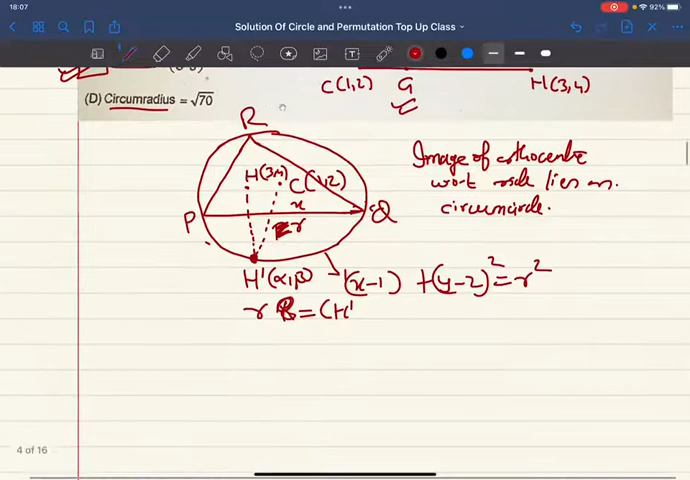 18:07
92%
Solution Of Circle and Permutation Top Up Class
C(1,2) G H(3,4)
(D) Circumradius = √70
R
H(3,4) C(1,2)
x
P Q
r
Image of orthocentre
w.r.t side lies on
circumcircle.
H'(α,β) (x-1) +(y-2)²=r²
r = CH'
4 of 16